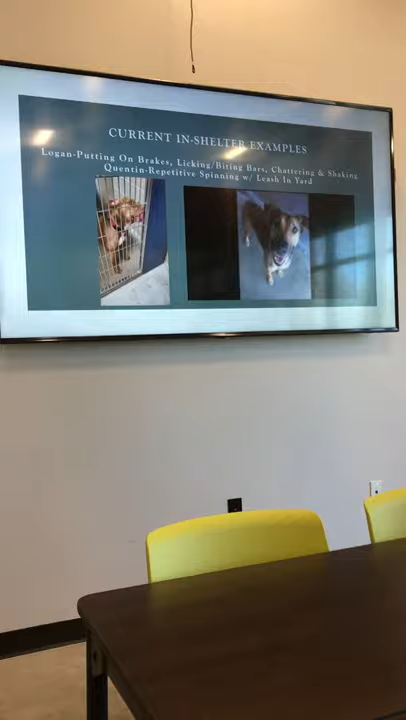 CURRENT IN-SHELTER EXAMPLES
Logan-Putting On Brakes, Licking/Biting Bars, Chattering & Shaking
Quentin-Repetitive Spinning w/ Leash In Yard